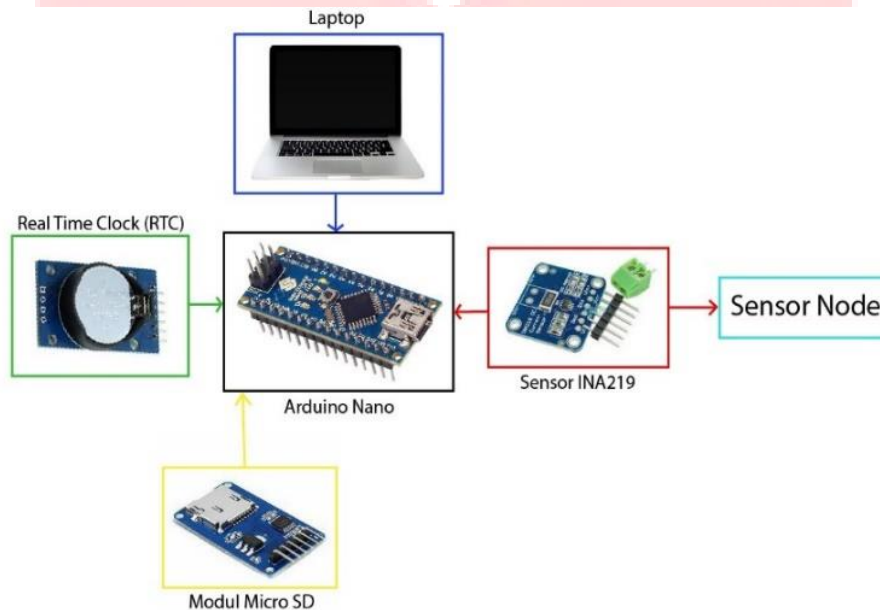 Laptop
Real Time Clock (RTC)
Arduino Nano
Sensor INA219
Sensor Node
Modul Micro SD